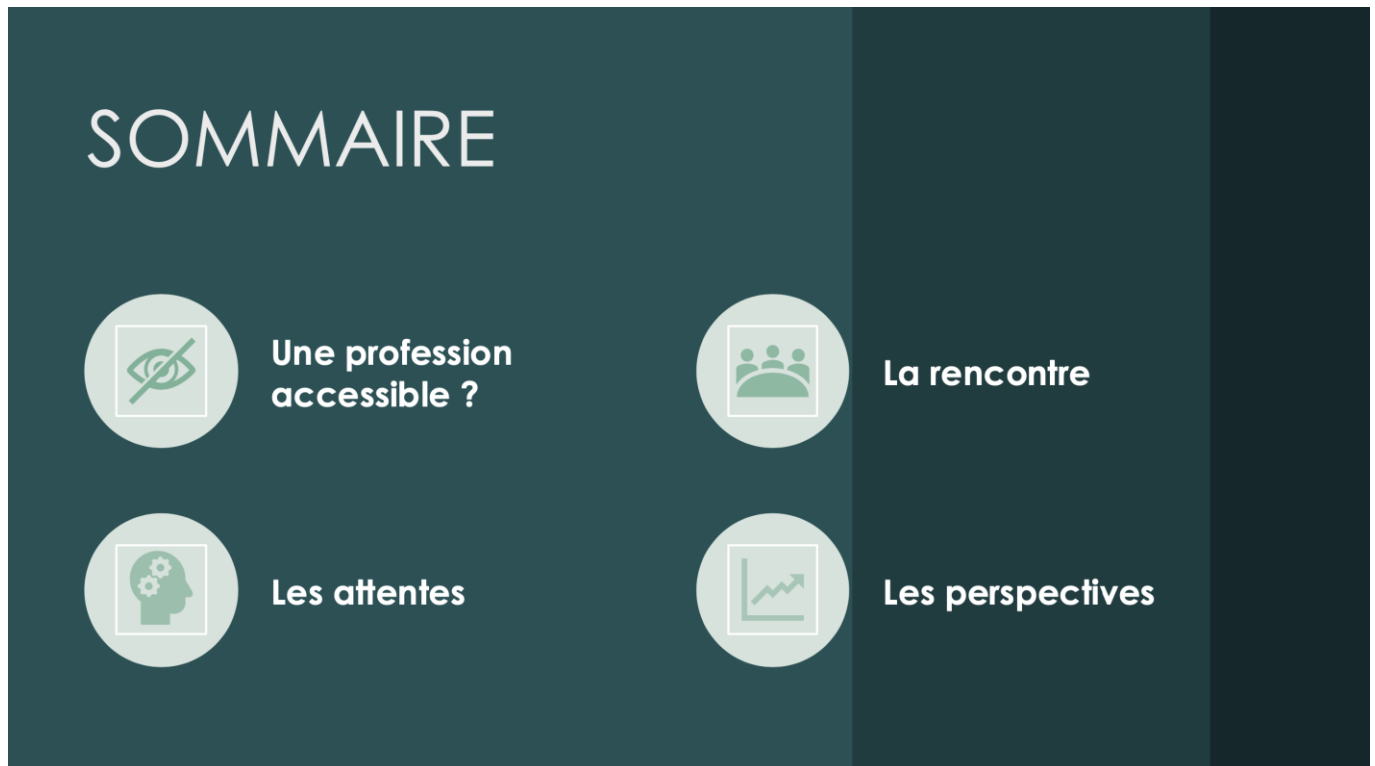 SOMMAIRE
Une profession
accessible ?
La rencontre
Les attentes
Les perspectives